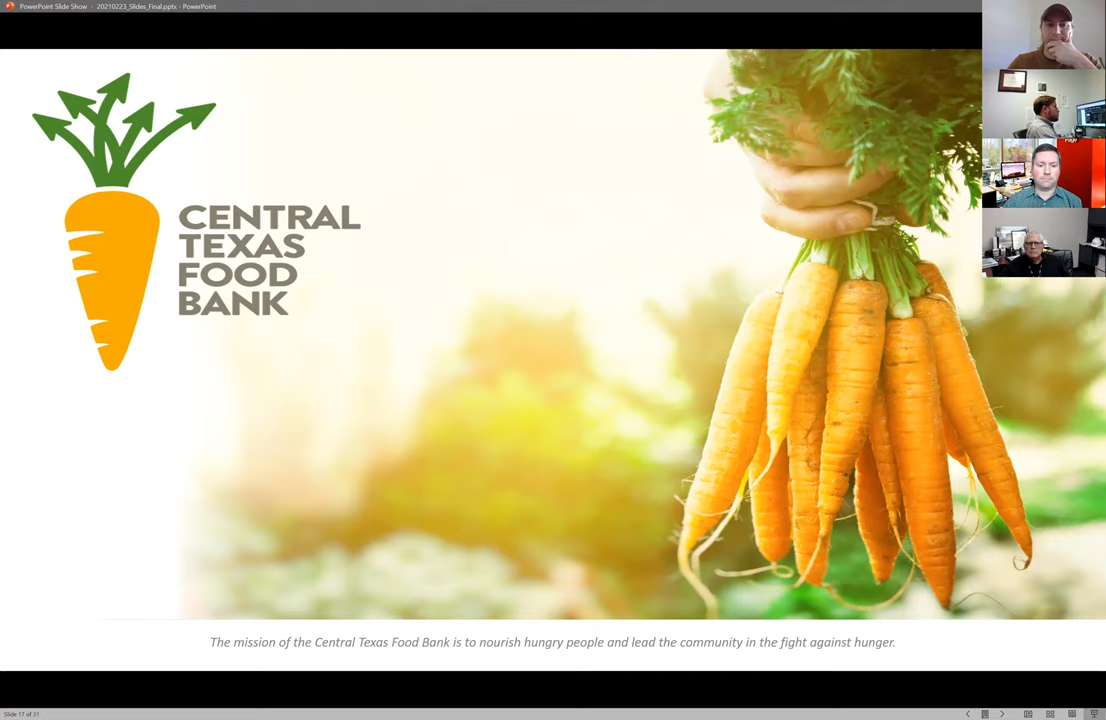 PowerPoint Slide Show - 20210223_Slides_Final.pptx - PowerPoint
CENTRAL
TEXAS
FOOD
BANK
The mission of the Central Texas Food Bank is to nourish hungry people and lead the community in the fight against hunger.
Slide 17 of 31